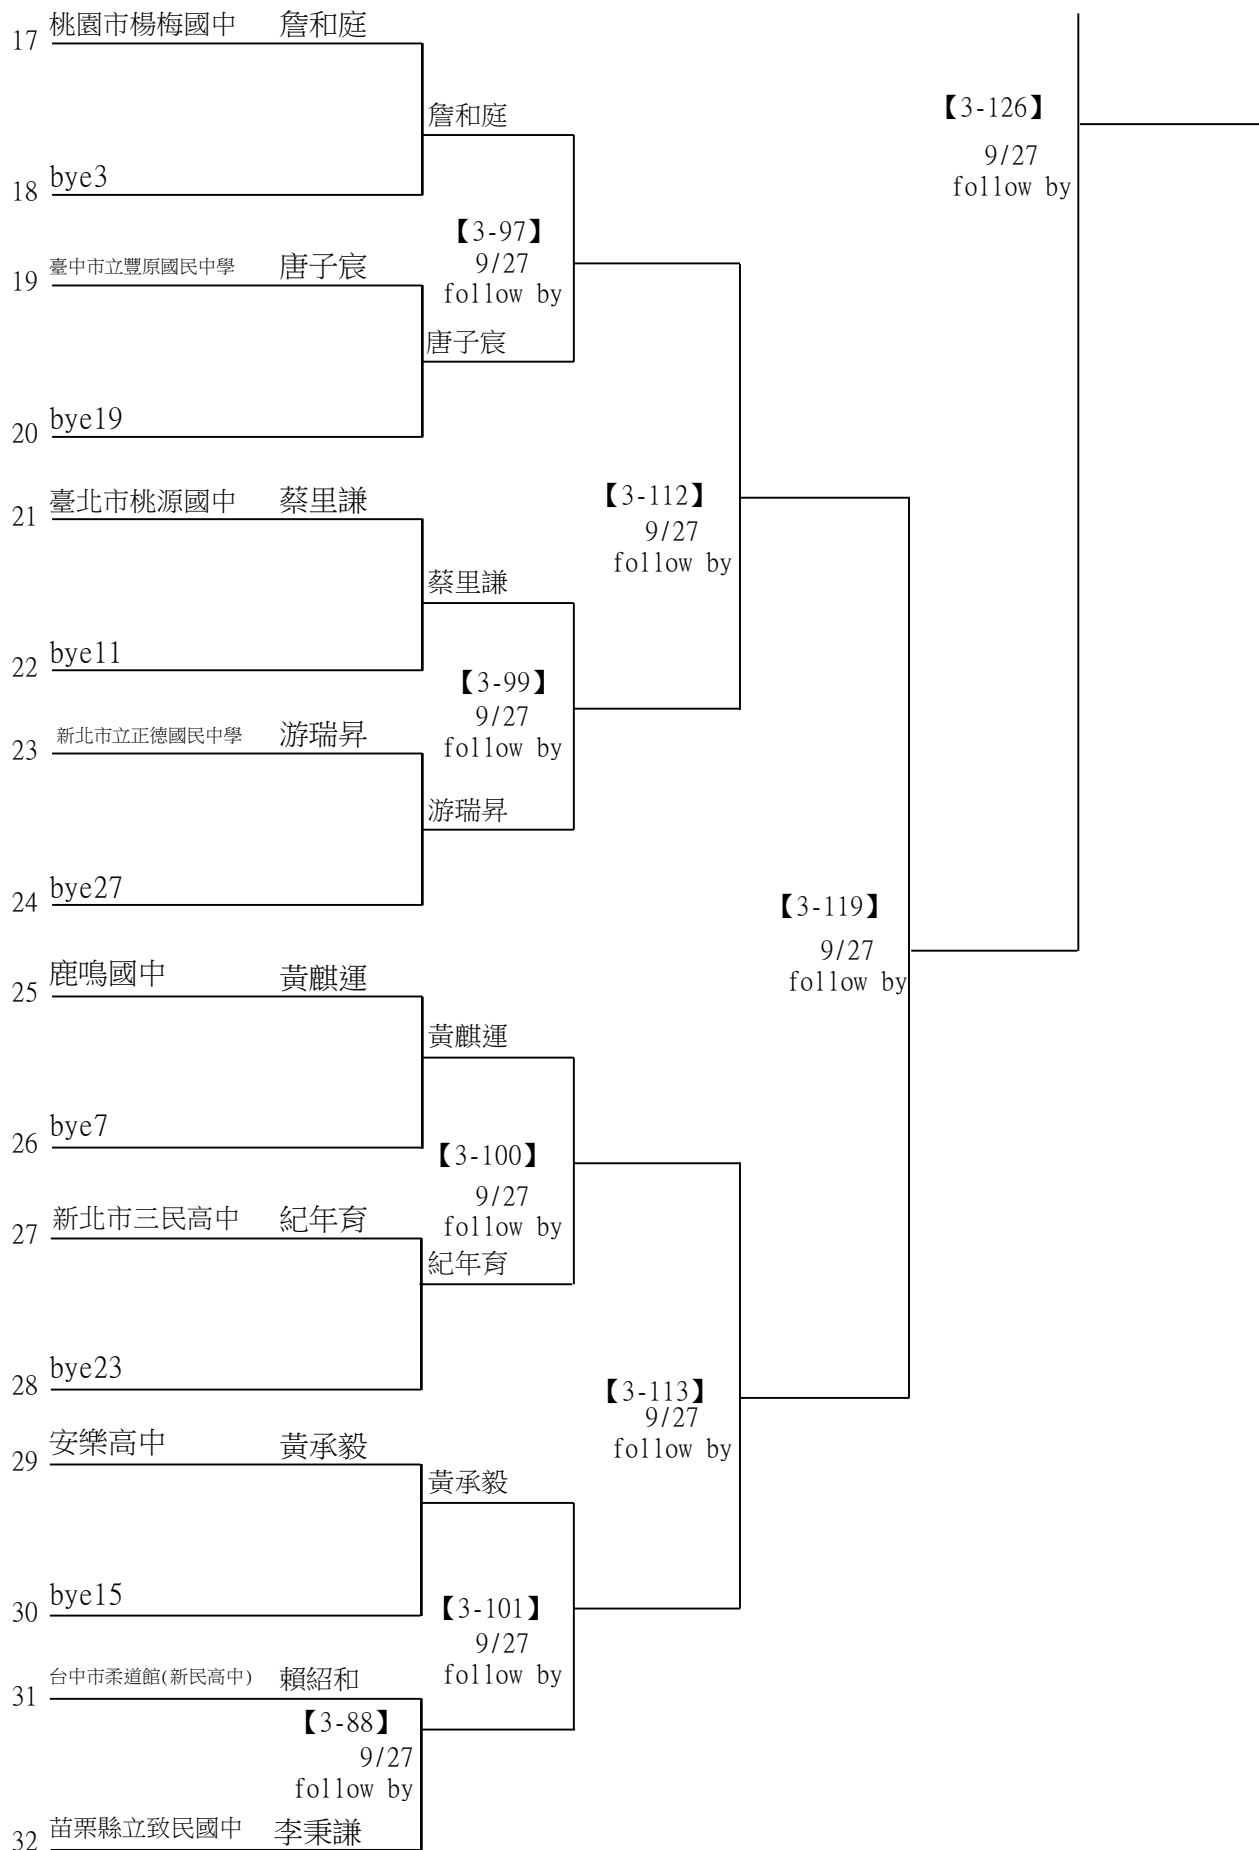 17 桃園市楊梅國中 詹和庭
詹和庭
【3-126】
9/27
follow by
18 bye3
【3-97】
9/27
follow by
19 臺中市立豐原國民中學 唐子宸
唐子宸
20 bye19
21 臺北市桃源國中 蔡里謙
【3-112】
9/27
follow by
蔡里謙
22 bye11
【3-99】
9/27
follow by
23 新北市立正德國民中學 游瑞昇
游瑞昇
24 bye27
【3-119】
9/27
follow by
25 鹿鳴國中 黃麒運
黃麒運
26 bye7
【3-100】
9/27
follow by
27 新北市三民高中 紀年育
紀年育
28 bye23
【3-113】
9/27
follow by
29 安樂高中 黃承毅
黃承毅
30 bye15
【3-101】
9/27
follow by
31 台中市柔道館(新民高中) 賴紹和
【3-88】
9/27
follow by
32 苗栗縣立致民國中 李秉謙